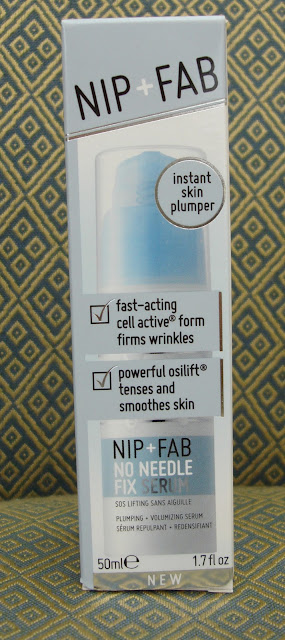 NIP + FAB
instant
skin
plumper
fast-acting
cell active® form
firms wrinkles
powerful osilift®
tenses and
smoothes skin
NIP + FAB
NO NEEDLE
FIX SERUM
SOS LIFTING SANS AIGUILLE
PLUMPING + VOLUMIZING SERUM
SÉRUM REPULPANT + REDENSIFIANT
50ml℮ 1.7 fl oz
NEW